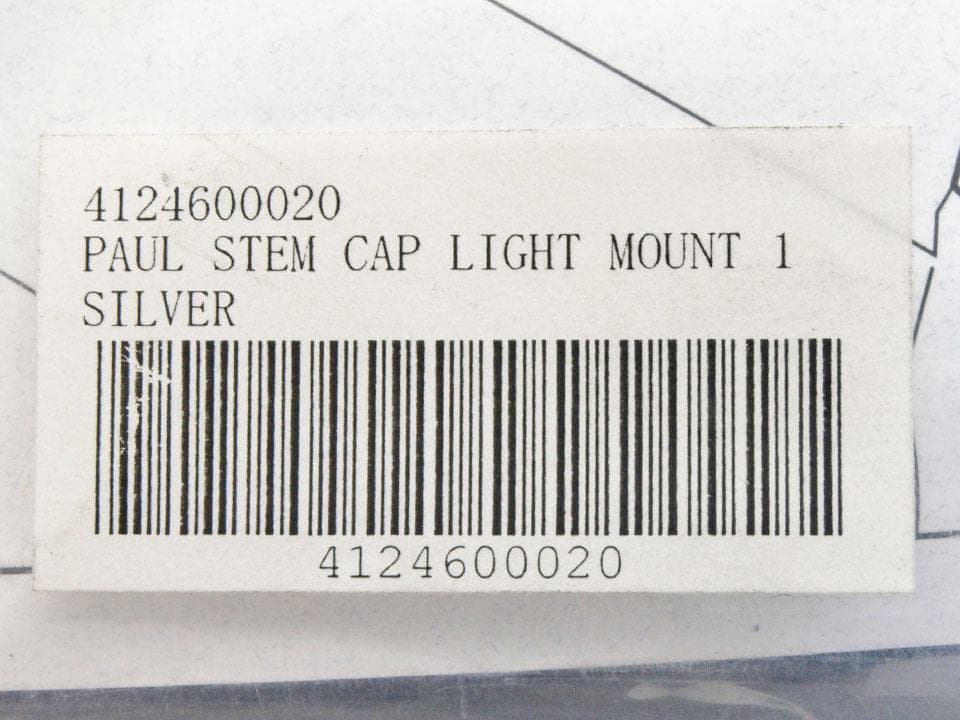 4124600020
PAUL STEM CAP LIGHT MOUNT 1
SILVER
4124600020